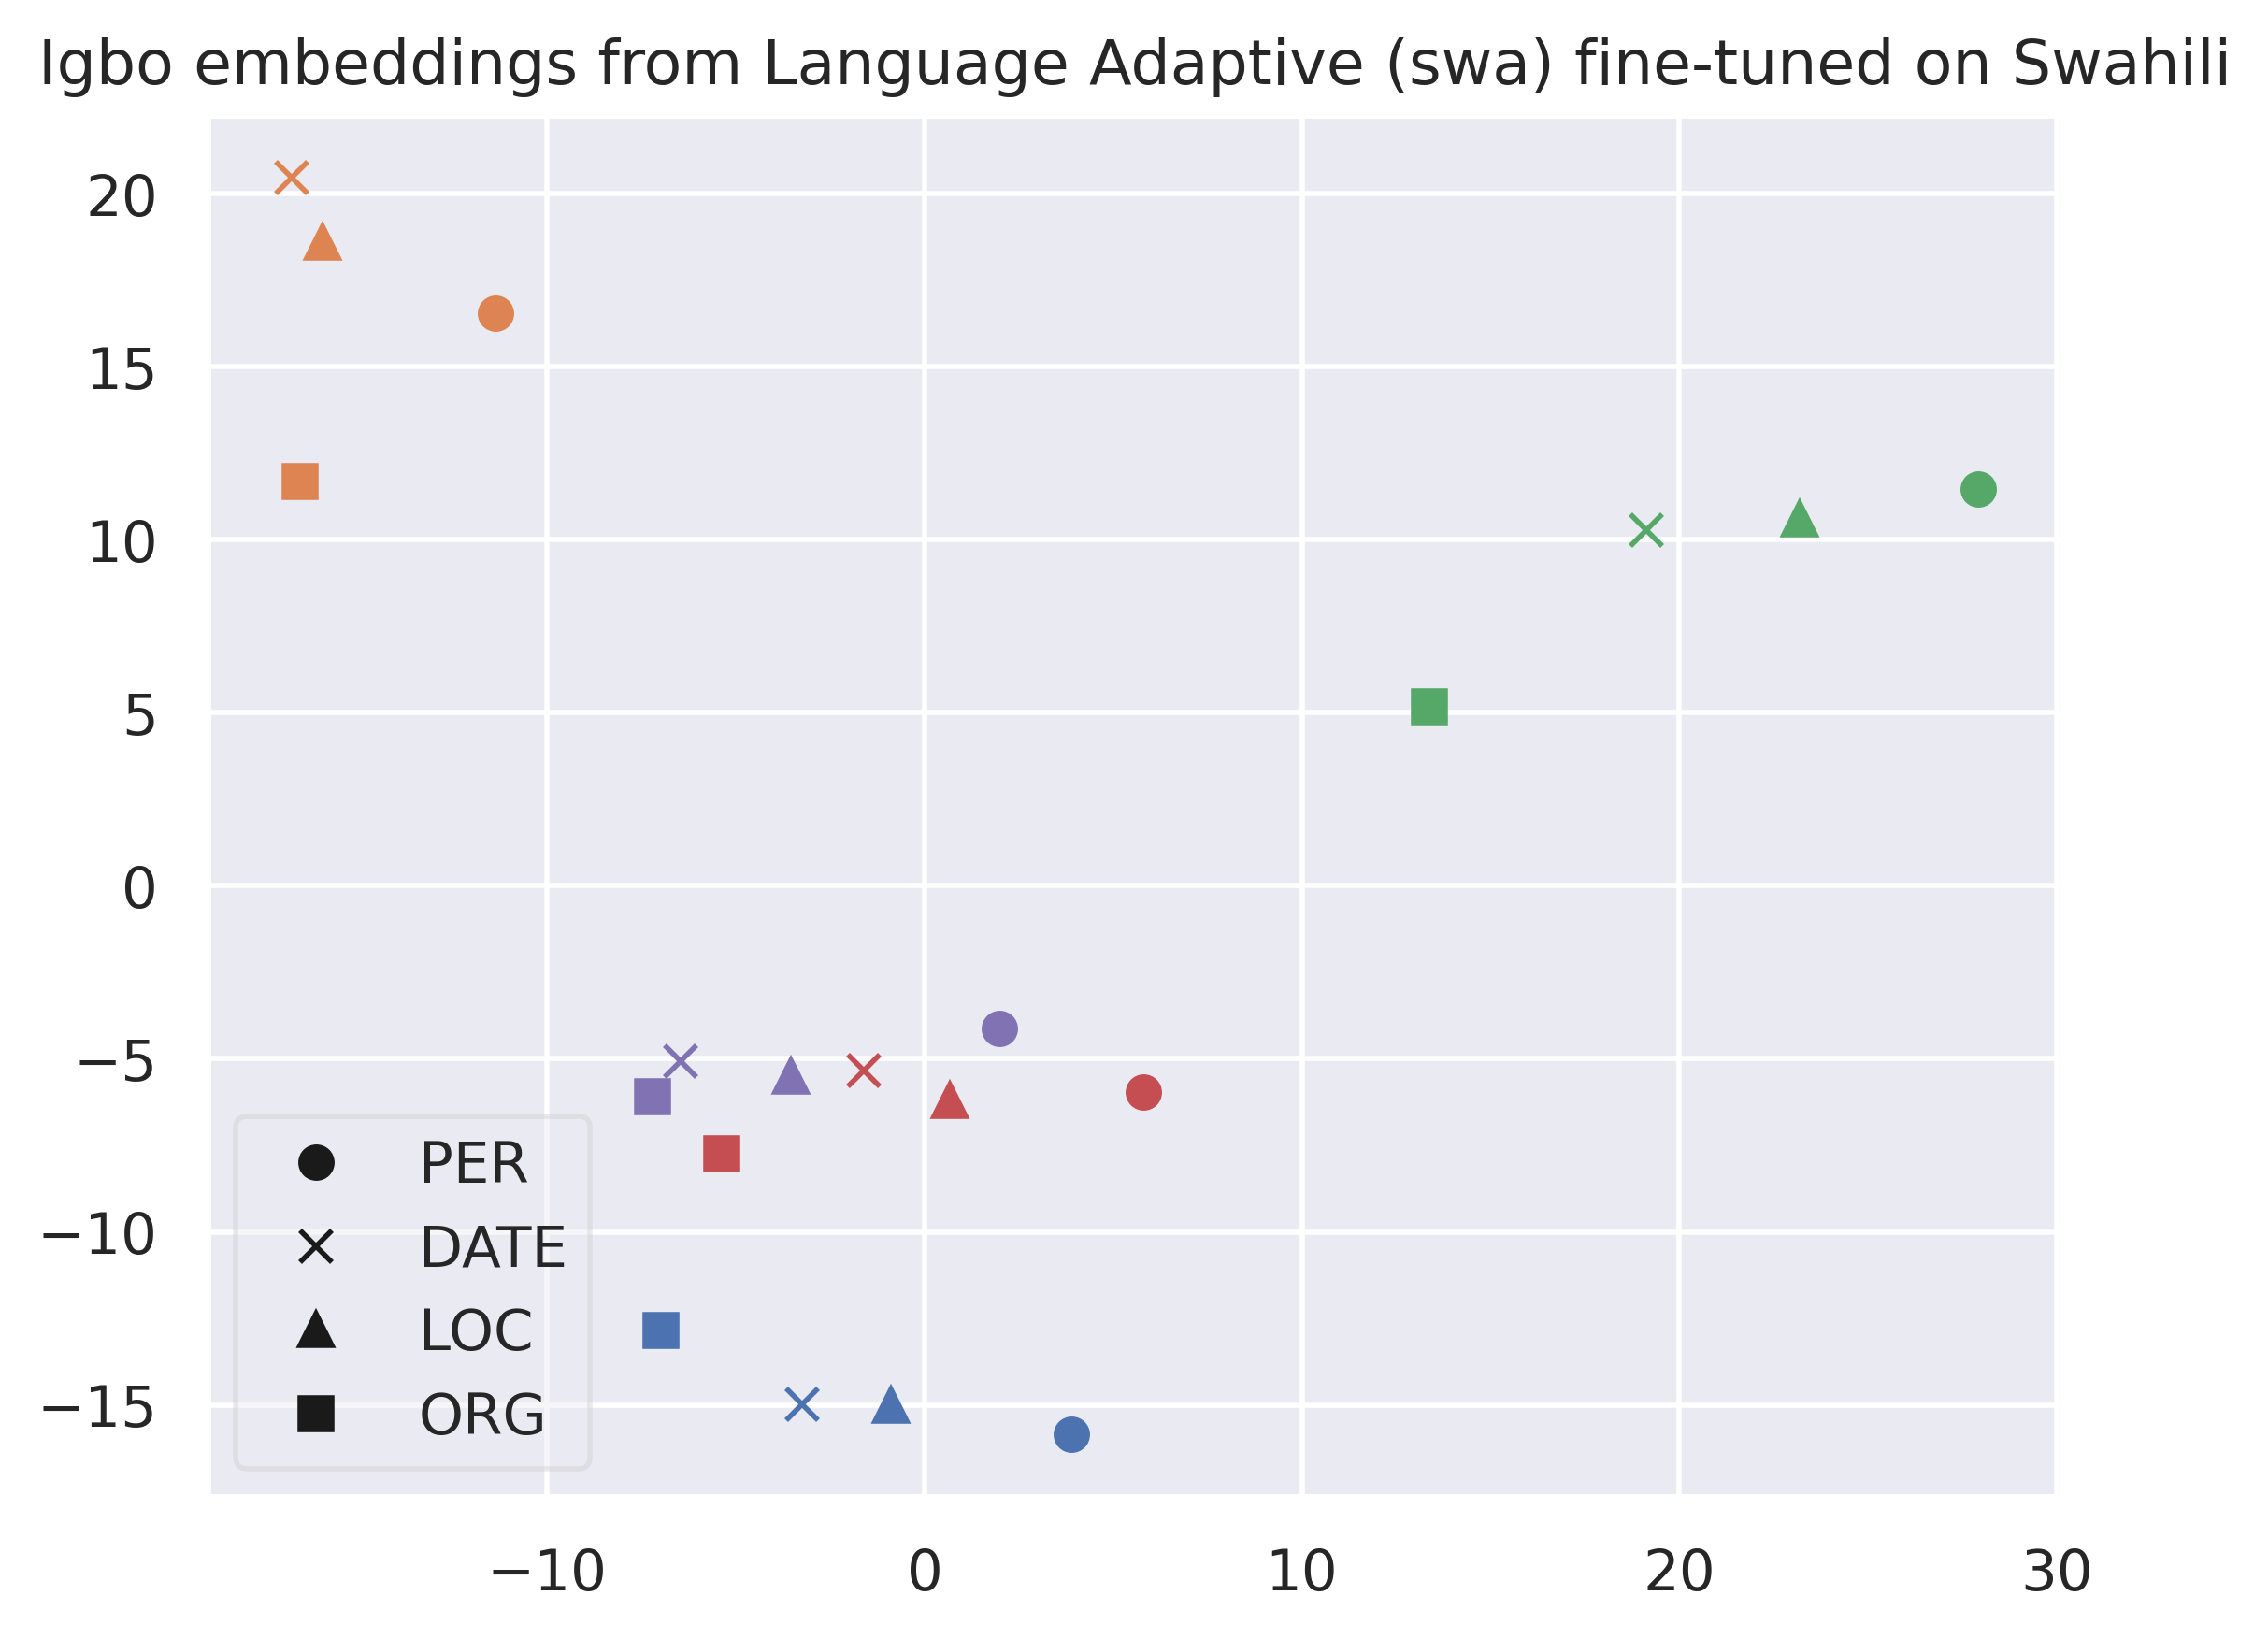 Igbo embeddings from Language Adaptive (swa) fine-tuned on Swahili
20
15
10
5
0
−5
−10
−15
PER
DATE
LOC
ORG
−10 0 10 20 30